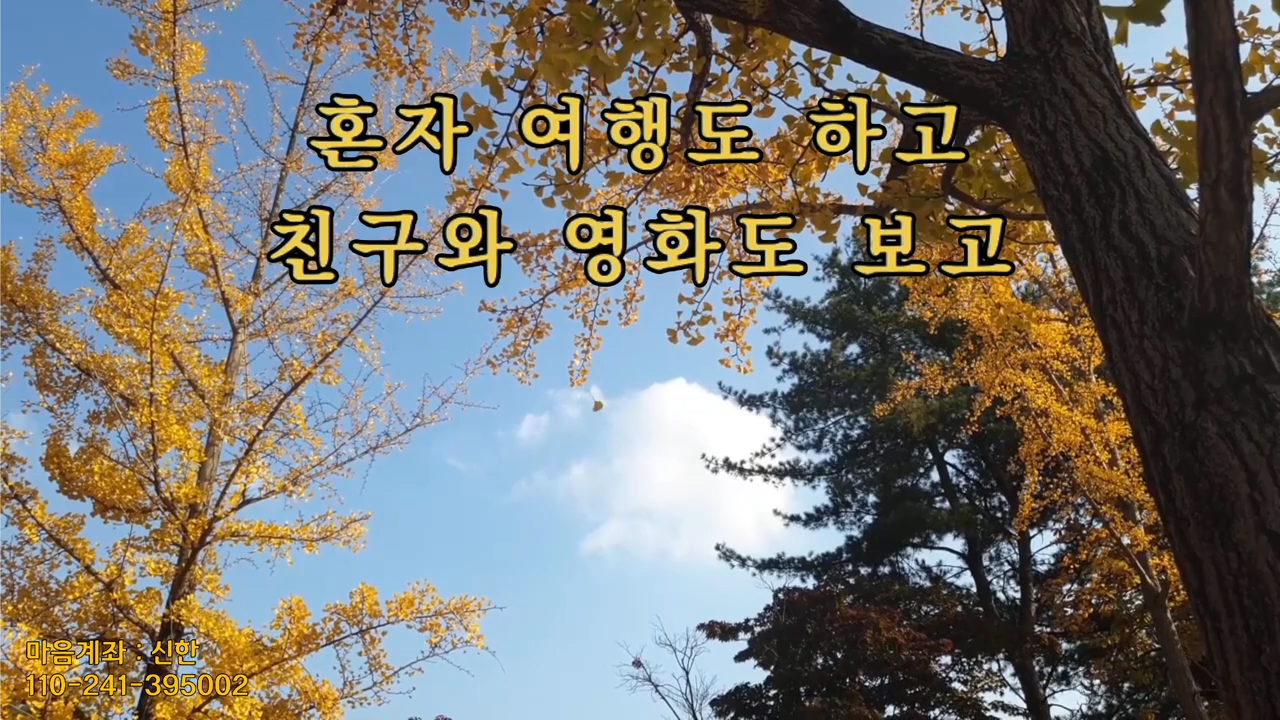 혼자 여행도 하고
친구와 영화도 보고
마음계좌 : 신한
110-241-395002